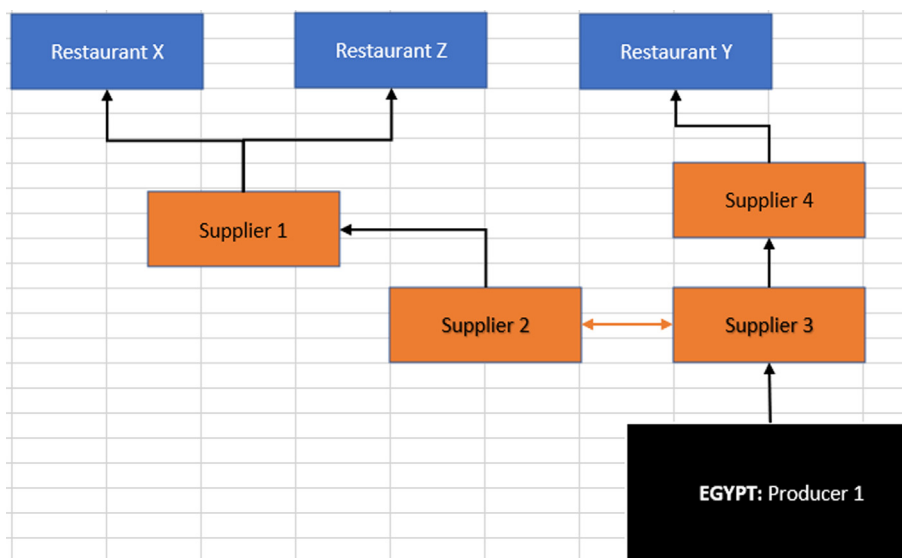 Restaurant X
Restaurant Z
Restaurant Y
Supplier 4
Supplier 1
Supplier 2
Supplier 3
EGYPT: Producer 1